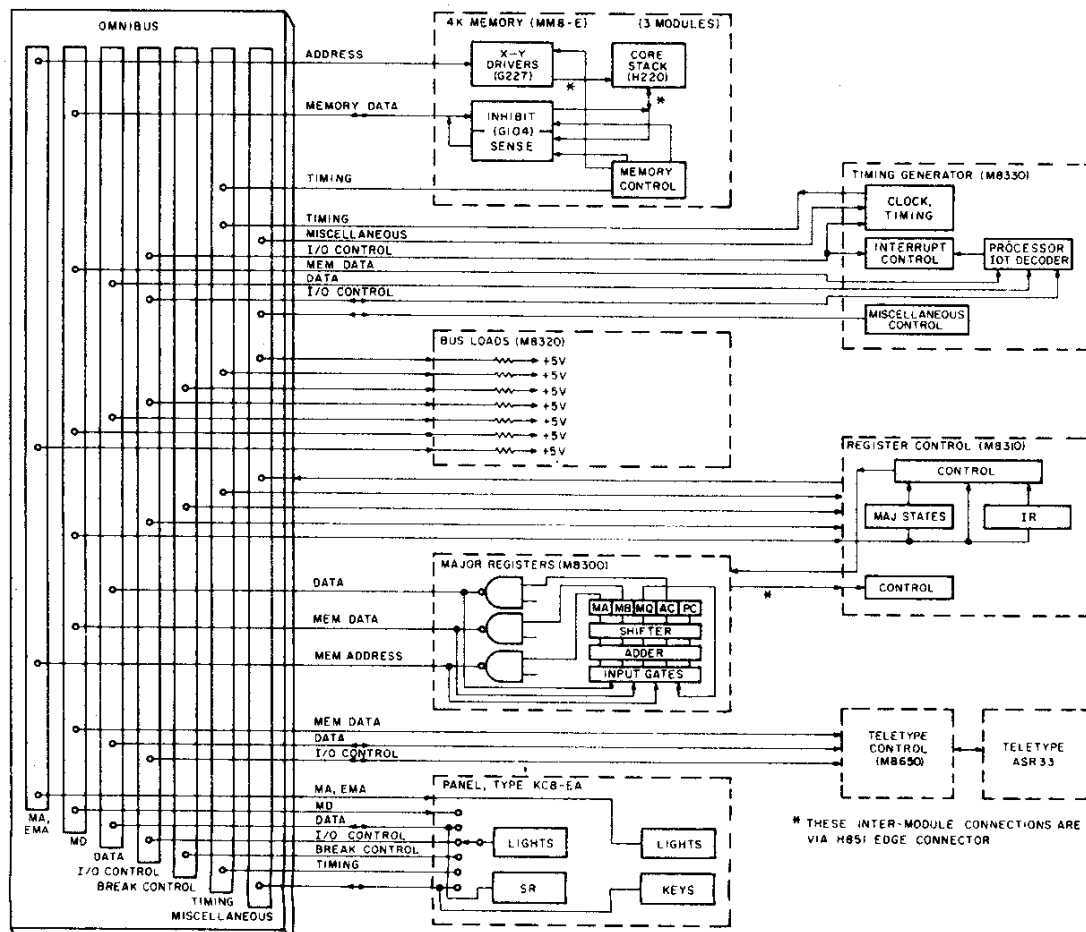 OMNIBUS
4K MEMORY (MM8-E) (3 MODULES)
ADDRESS
X-Y
DRIVERS
(G227)
CORE
STACK
(H220)
*
*
MEMORY DATA
INHIBIT
(G104)
SENSE
TIMING
MEMORY
CONTROL
TIMING GENERATOR (M8330)
CLOCK,
TIMING
TIMING
MISCELLANEOUS
I/O CONTROL
MEM DATA
DATA
I/O CONTROL
INTERRUPT
CONTROL
PROCESSOR
IOT DECODER
MISCELLANEOUS
CONTROL
BUS LOADS (M8320)
+5V
+5V
+5V
+5V
+5V
+5V
+5V
REGISTER CONTROL (M8310)
CONTROL
MAJ STATES
IR
CONTROL
*
MAJOR REGISTERS (M8300)
DATA
MEM DATA
MEM ADDRESS
MA MB MQ AC PC
SHIFTER
ADDER
INPUT GATES
MEM DATA
DATA
I/O CONTROL
TELETYPE
CONTROL
(M8650)
TELETYPE
ASR33
PANEL, TYPE KC8-EA
MA, EMA
MD
DATA
I/O CONTROL
BREAK CONTROL
TIMING
LIGHTS
LIGHTS
SR
KEYS
* THESE INTER-MODULE CONNECTIONS ARE
VIA H851 EDGE CONNECTOR
MA,
EMA
MD
DATA
I/O CONTROL
BREAK CONTROL
TIMING
MISCELLANEOUS